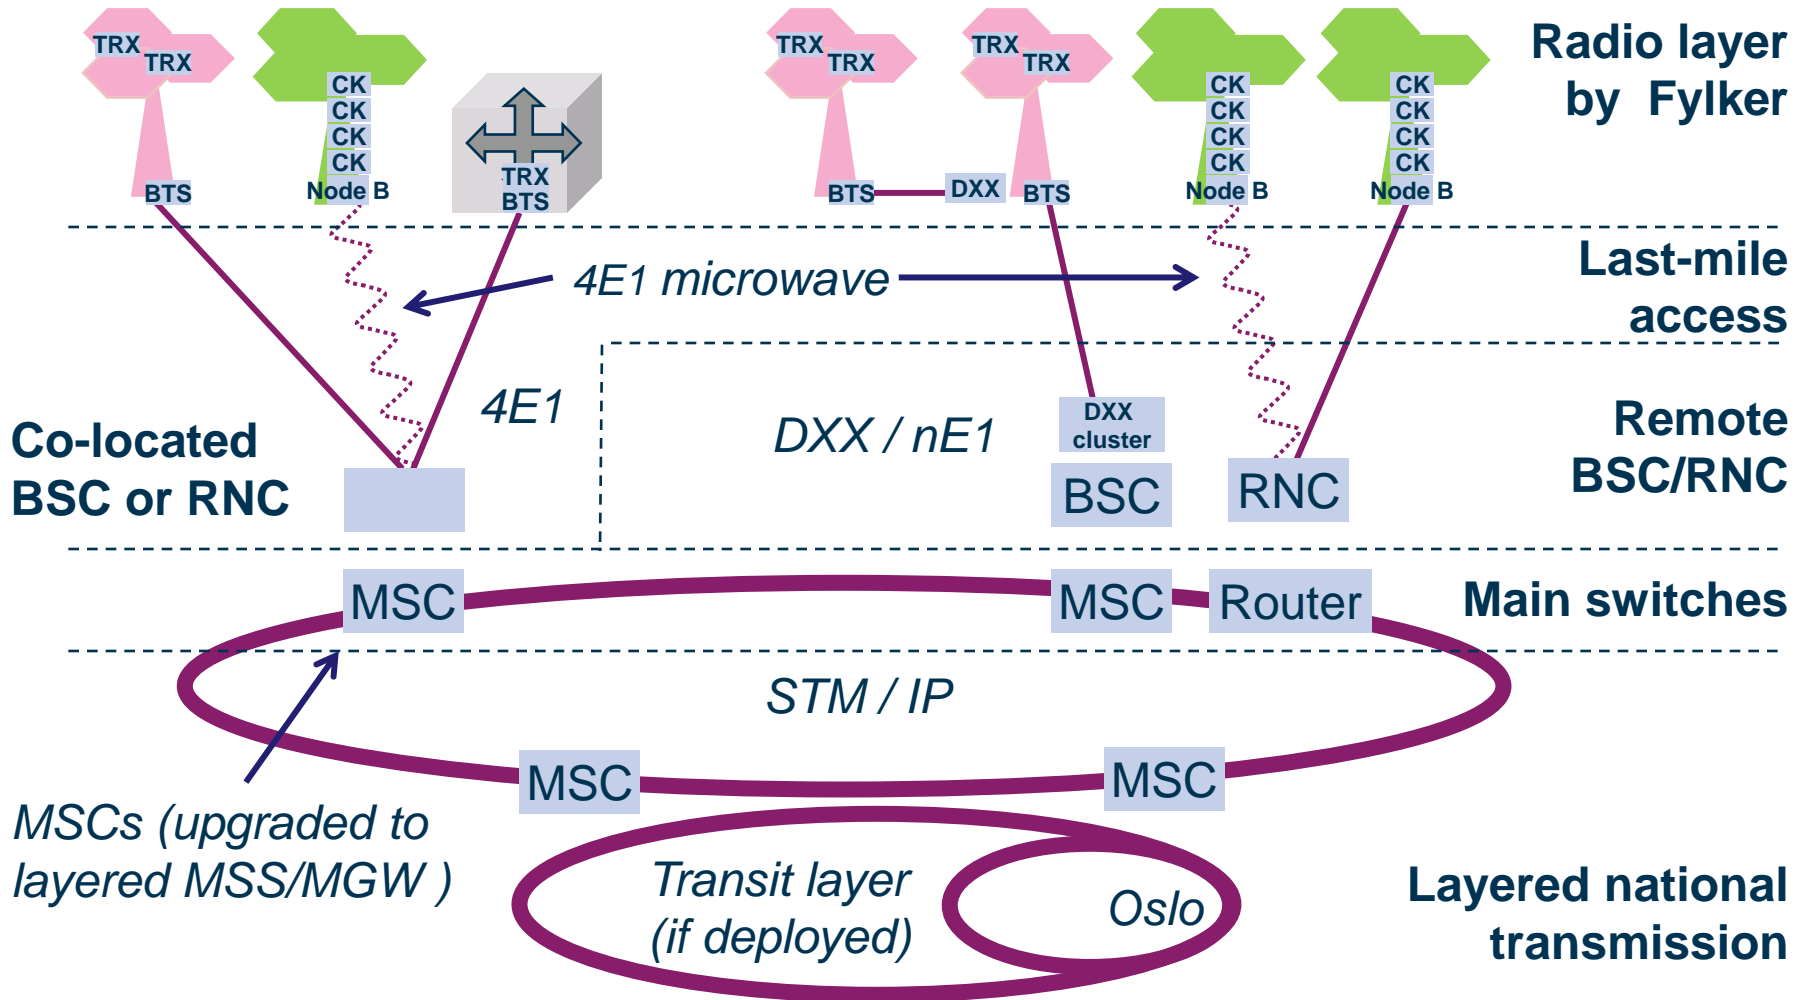 Radio layer
by Fylker
TRX
TRX
BTS
CK
CK
CK
CK
Node B
TRX
BTS
TRX
TRX
BTS
DXX
TRX
TRX
BTS
CK
CK
CK
CK
Node B
CK
CK
CK
CK
Node B
4E1 microwave
Last-mile
access
4E1
Co-located
BSC or RNC
DXX / nE1
DXX
cluster
BSC
RNC
Remote
BSC/RNC
MSC
MSC
Router
Main switches
STM / IP
MSC
MSC
MSCs (upgraded to
layered MSS/MGW )
Transit layer
(if deployed)
Oslo
Layered national
transmission